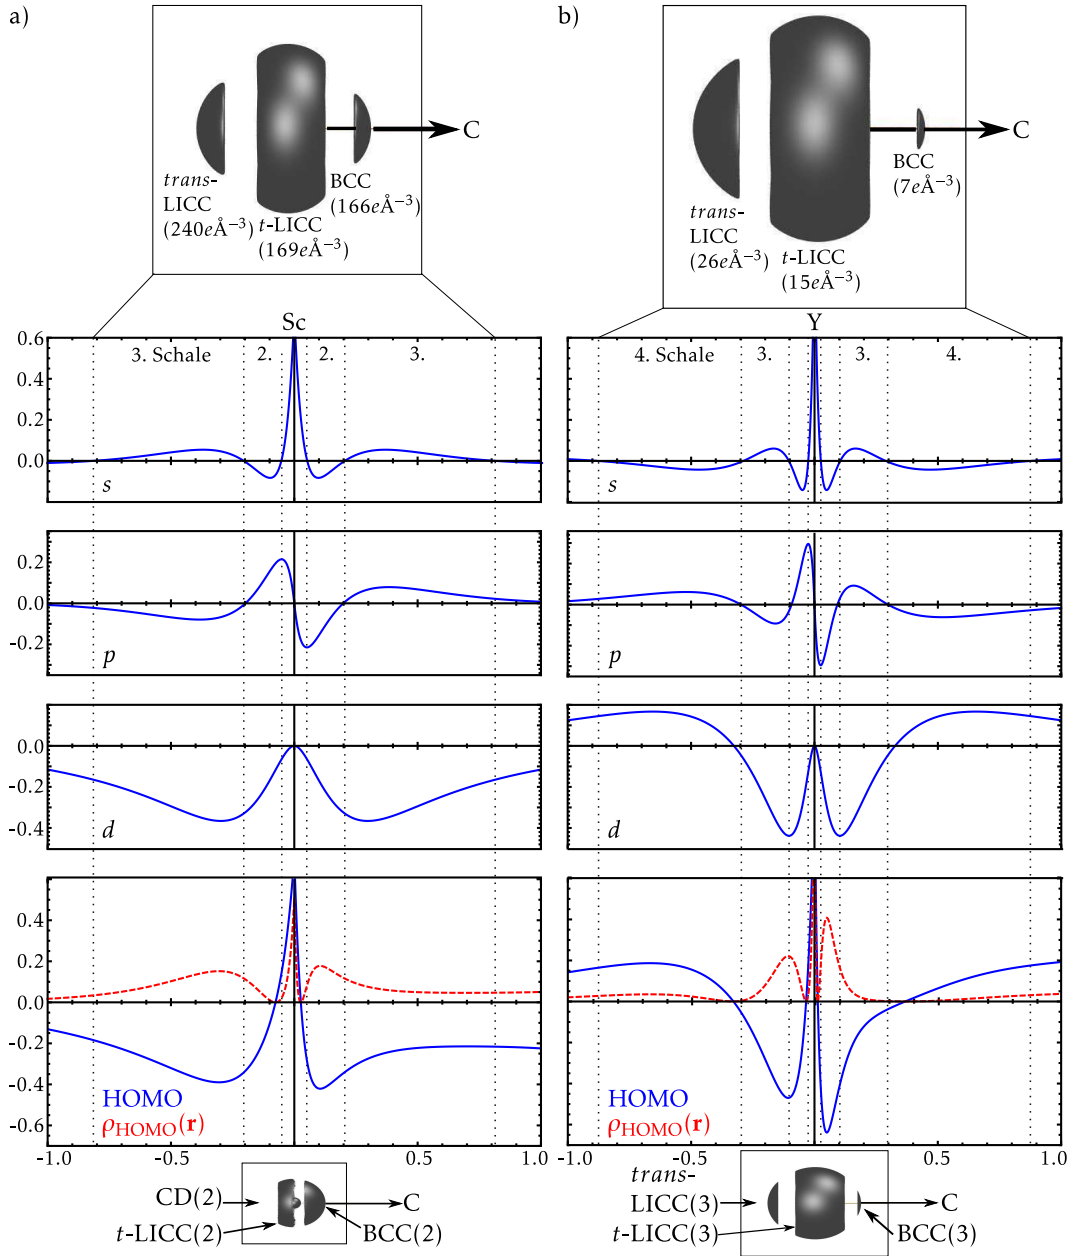 a)
C
trans-
LICC
(240eÅ⁻³)
t-LICC
(169eÅ⁻³)
BCC
(166eÅ⁻³)
Sc
3. Schale 2. 2. 3.
0.6
0.4
0.2
0.0
s
0.2
0.0
-0.2
p
0.0
-0.2
-0.4
d
0.4
0.2
0.0
-0.2
-0.4
-0.6
HOMO
ρHOMO(r)
-1.0 -0.5 0.0 0.5 1.0
CD(2)
t-LICC(2)
C
BCC(2)
b)
C
trans-
LICC
(26eÅ⁻³)
t-LICC
(15eÅ⁻³)
BCC
(7eÅ⁻³)
Y
4. Schale 3. 3. 4.
s
p
d
HOMO
ρHOMO(r)
-0.5 0.0 0.5 1.0
trans-
LICC(3)
t-LICC(3)
C
BCC(3)